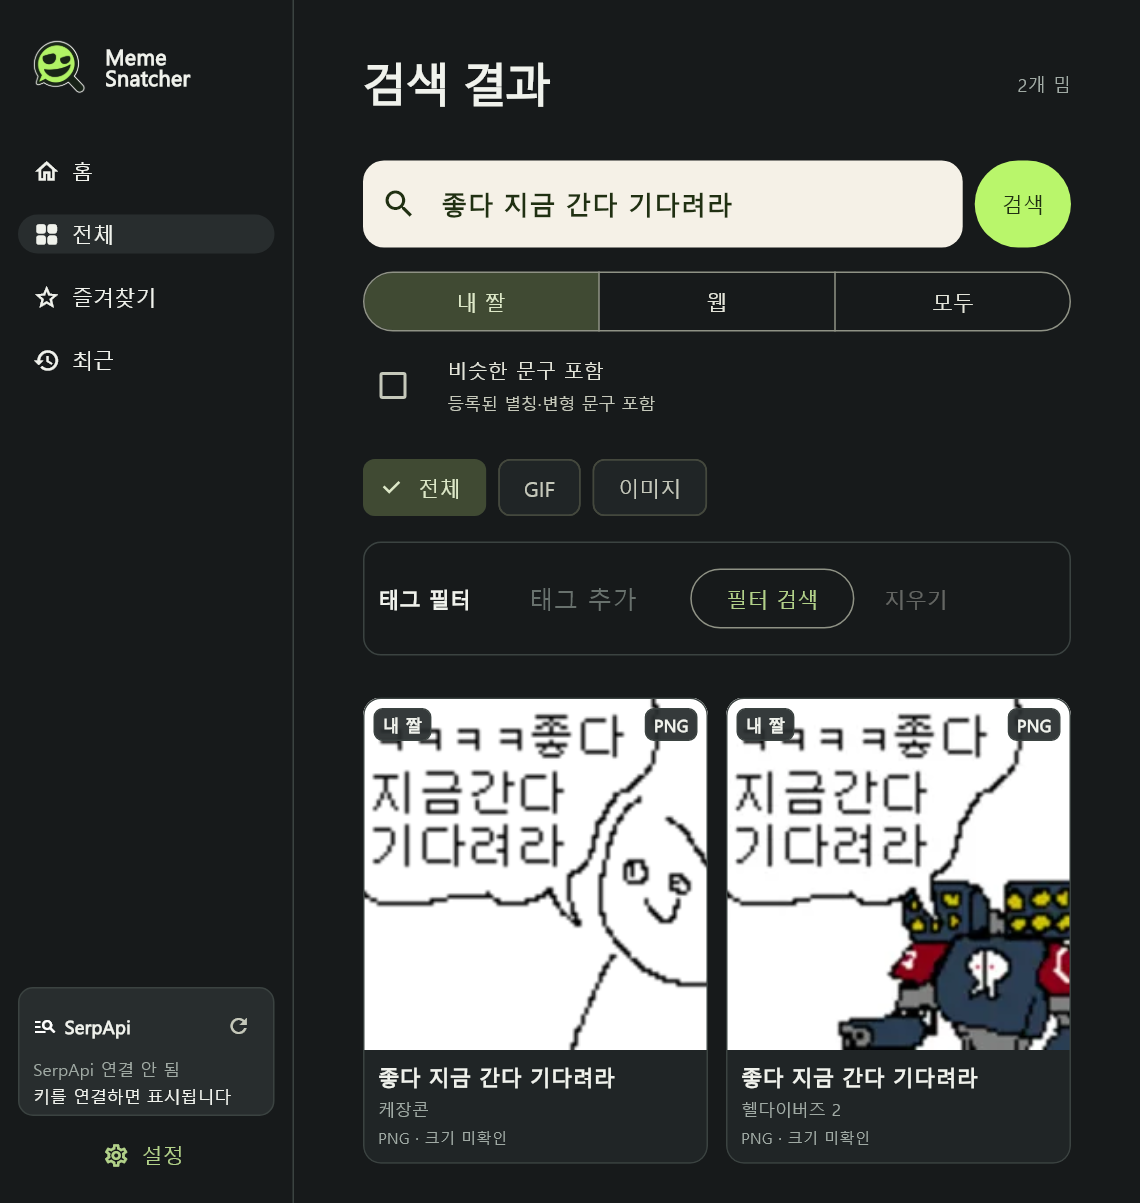 Meme
Snatcher
홈
전체
즐겨찾기
최근
SerpApi
SerpApi 연결 안 됨
키를 연결하면 표시됩니다
설정
검색 결과
2개 밈
좋다 지금 간다 기다려라
검색
내 짤
웹
모두
비슷한 문구 포함
등록된 별칭·변형 문구 포함
전체
GIF
이미지
태그 필터
태그 추가
필터 검색
지우기
내 짤
PNG
ㅋㅋㅋㅋ좋다
지금간다
기다려라
좋다 지금 간다 기다려라
케장콘
PNG · 크기 미확인
내 짤
PNG
ㅋㅋㅋㅋ좋다
지금간다
기다려라
좋다 지금 간다 기다려라
헬다이버즈 2
PNG · 크기 미확인